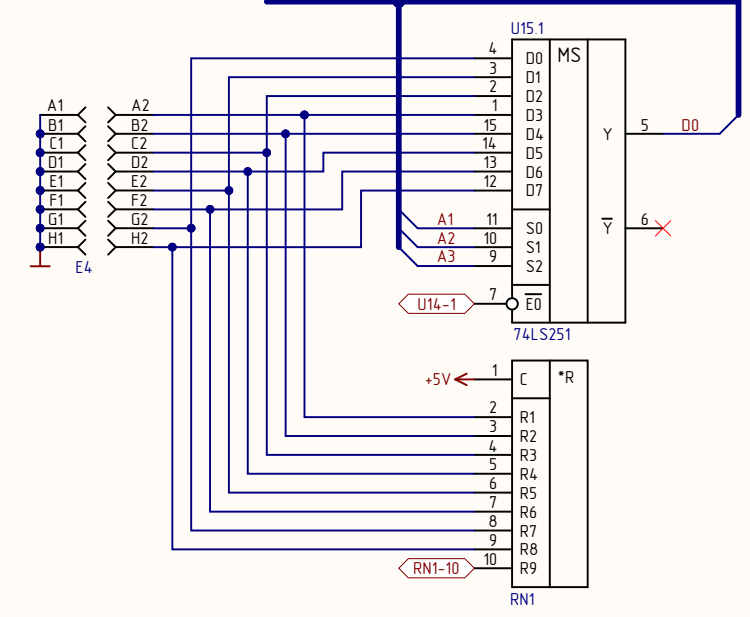 U15.1
4 D0 MS
3 D1
2 D2
A1 A2 1 D3
B1 B2 15 D4 Y 5 D0
C1 C2 14 D5
D1 D2 13 D6
E1 E2 12 D7
F1 F2
G1 G2 A1 11 S0 Y 6
H1 H2 A2 10 S1
E4 A3 9 S2
U14-1 7 E0
74LS251
+5V 1 C *R
2 R1
3 R2
4 R3
5 R4
6 R5
7 R6
8 R7
9 R8
RN1-10 10 R9
RN1